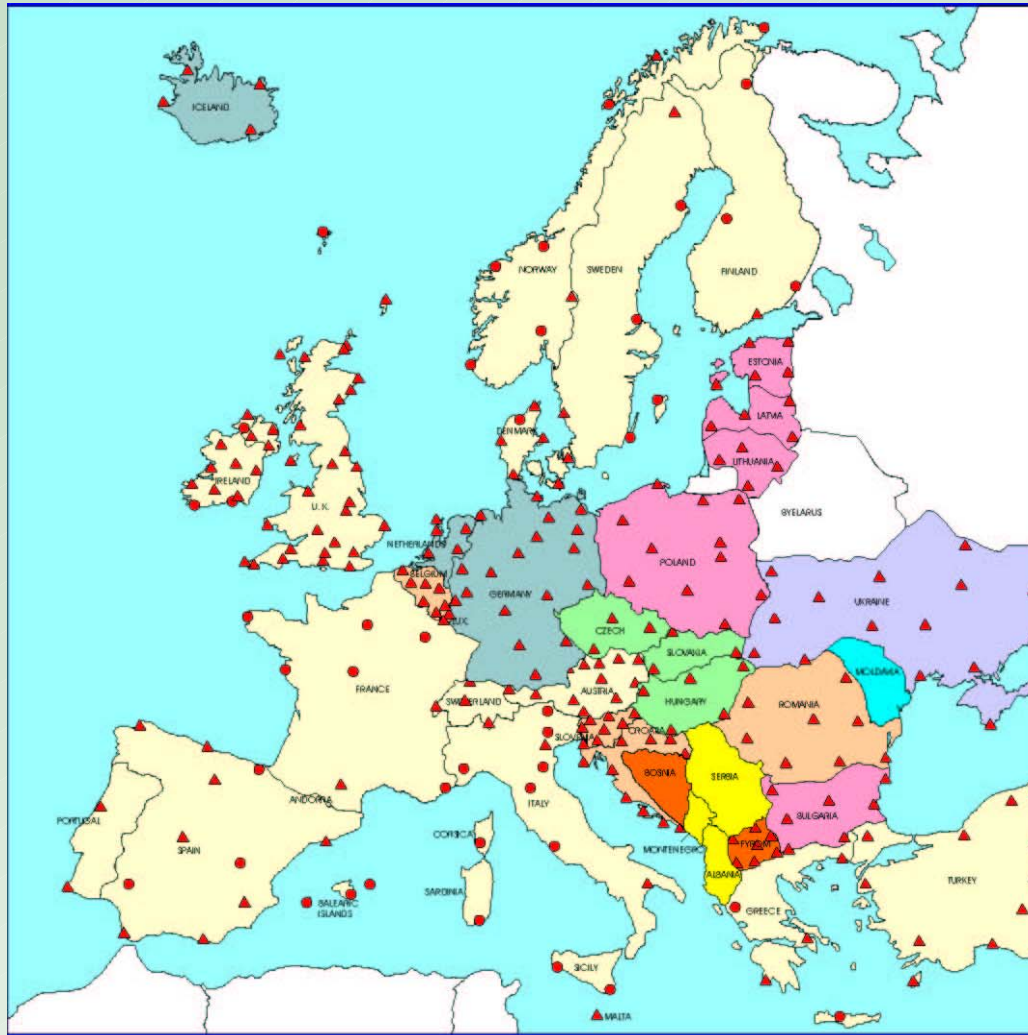 ICELAND
NORWAY
SWEDEN
FINLAND
ESTONIA
LATVIA
LITHUANIA
DENMARK
IRELAND
U.K.
BYELARUS
NETHERLANDS
BELGIUM
GERMANY
POLAND
UKRAINE
CZECH
SLOVANIA
FRANCE
SWITZERLAND
AUSTRIA
HUNGARY
MOLDAVIA
ROMANIA
SLOVENIA
CROATIA
BOSNIA
SERBIA
ANDORRA
ITALY
PORTUGAL
SPAIN
CORSICA
MONTENEGRO
BULGARIA
FYROM
ALBANIA
TURKEY
SARDINIA
BALEARIC
ISLANDS
GREECE
SICILY
MALTA